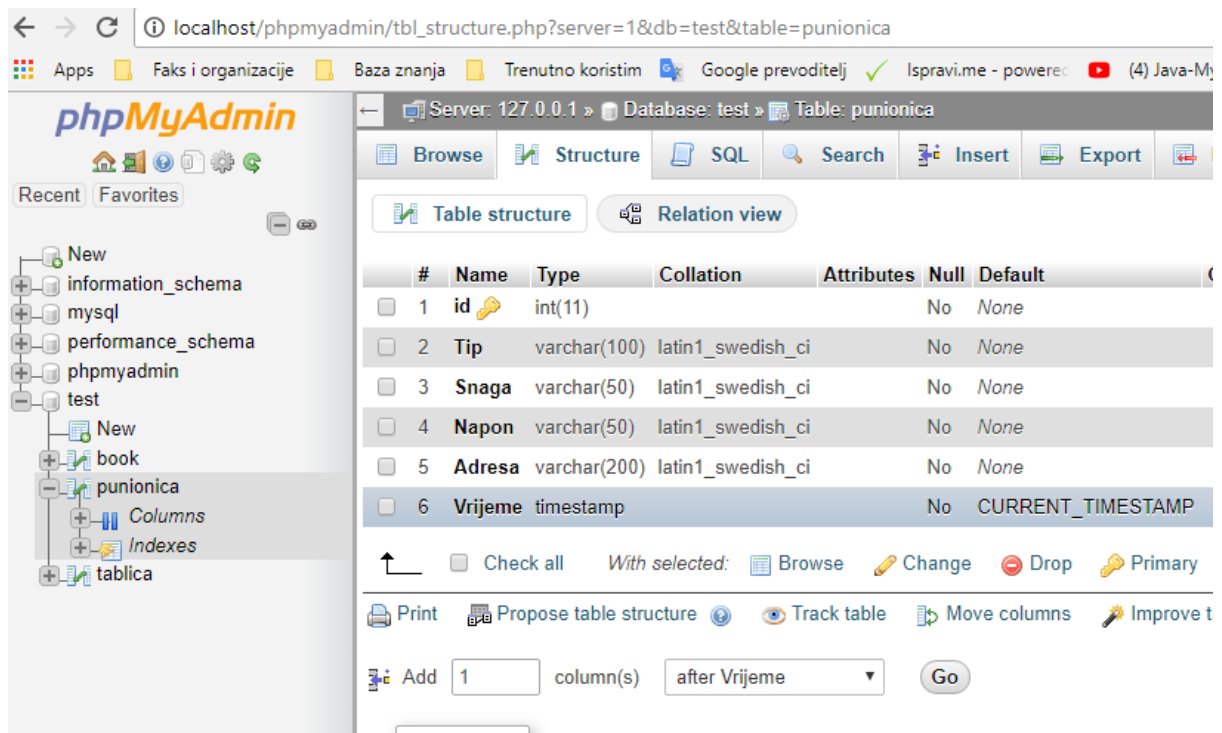 localhost/phpmyadmin/tbl_structure.php?server=1&db=test&table=punionica
Apps Faks i organizacije Baza znanja Trenutno koristim Google prevoditelj Ispravi.me - powered (4) Java-My
phpMyAdmin
Recent Favorites
New
information_schema
mysql
performance_schema
phpmyadmin
test
New
book
punionica
Columns
Indexes
tablica
Server: 127.0.0.1 » Database: test » Table: punionica
Browse Structure SQL Search Insert Export
Table structure Relation view
# Name Type Collation Attributes Null Default
1 id int(11) No None
2 Tip varchar(100) latin1_swedish_ci No None
3 Snaga varchar(50) latin1_swedish_ci No None
4 Napon varchar(50) latin1_swedish_ci No None
5 Adresa varchar(200) latin1_swedish_ci No None
6 Vrijeme timestamp No CURRENT_TIMESTAMP
Check all With selected: Browse Change Drop Primary
Print Propose table structure Track table Move columns Improve t
Add 1 column(s) after Vrijeme Go